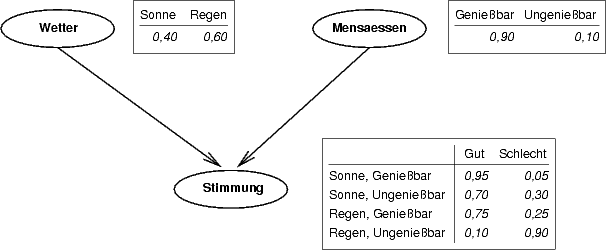 Wetter
Sonne Regen
0,40 0,60
Mensaessen
Genießbar Ungenießbar
0,90 0,10
Stimmung
Gut Schlecht
Sonne, Genießbar 0,95 0,05
Sonne, Ungenießbar 0,70 0,30
Regen, Genießbar 0,75 0,25
Regen, Ungenießbar 0,10 0,90